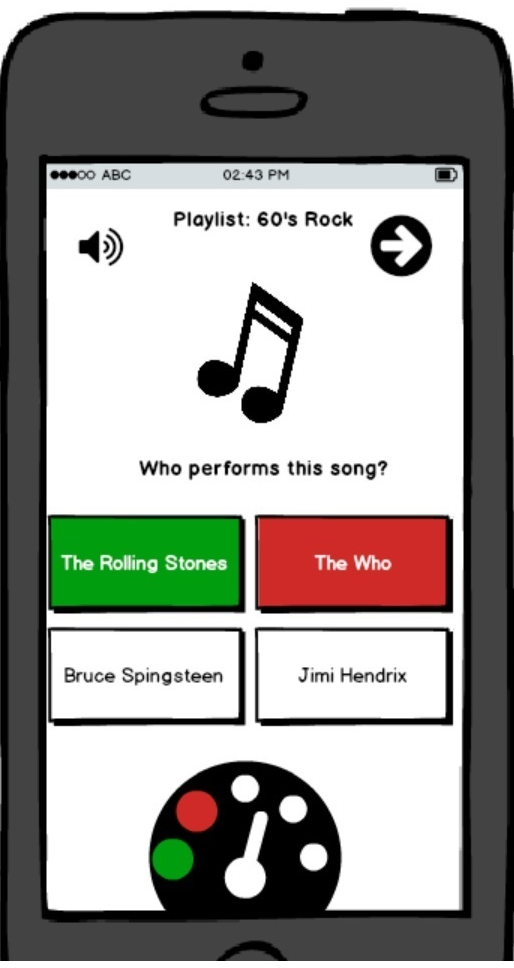 ABC 02:43 PM
Playlist: 60's Rock
Who performs this song?
The Rolling Stones
The Who
Bruce Spingsteen
Jimi Hendrix